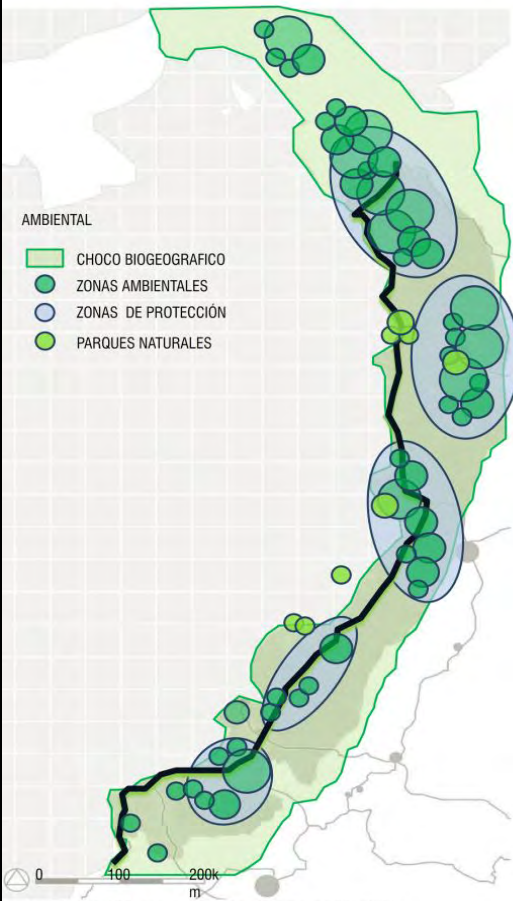 AMBIENTAL
CHOCO BIOGEOGRAFICO
ZONAS AMBIENTALES
ZONAS DE PROTECCIÓN
PARQUES NATURALES
0 100 200k
m